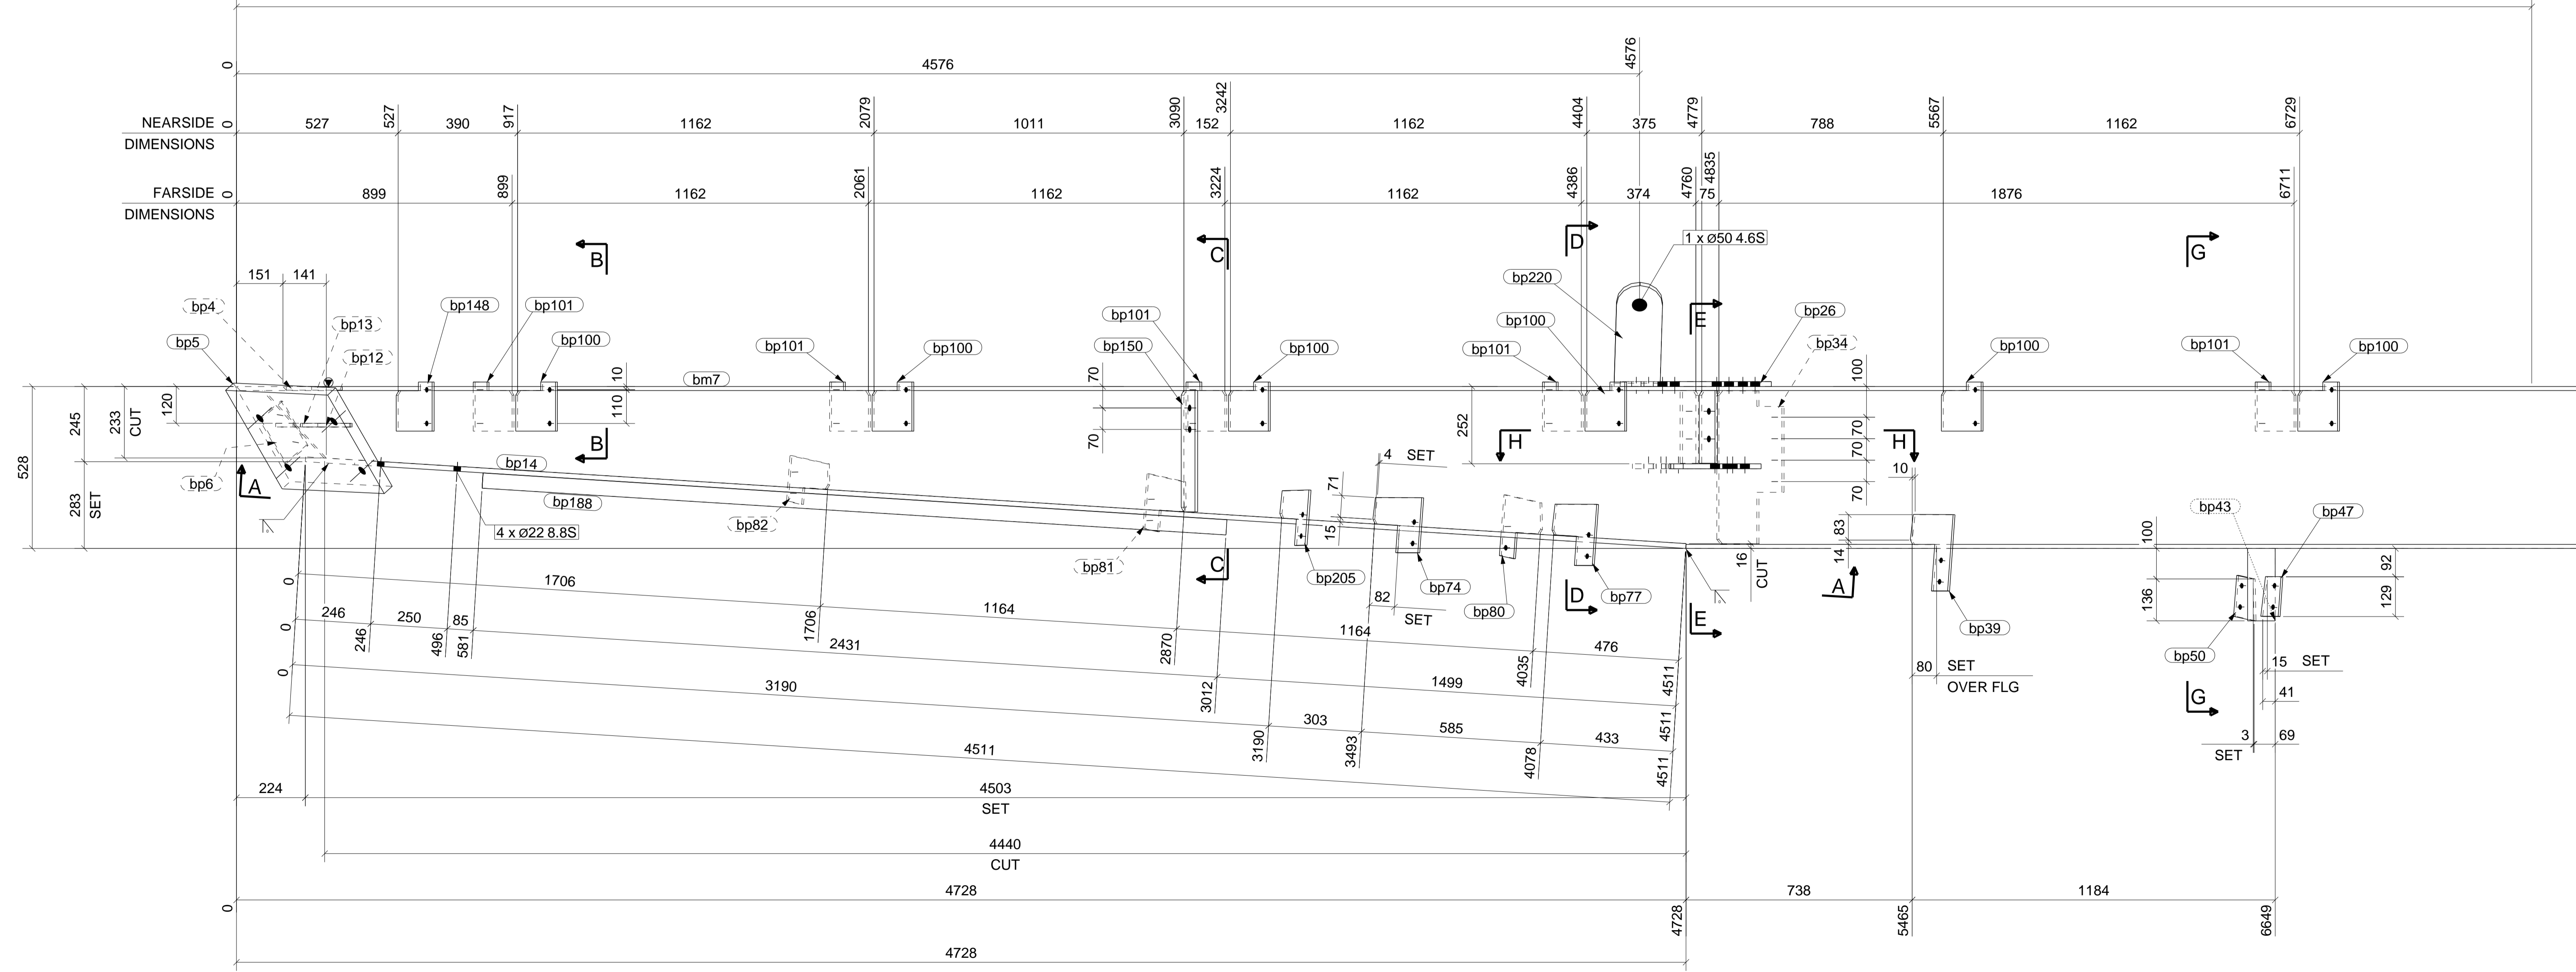 0 4576 4576
NEARSIDE 0 527 527 390 917 1162 2079 1011 3090 152 3242 1162 4404 375 4779 788 5567 1162 6729
DIMENSIONS
FARSIDE 0 899 899 1162 2061 1162 3224 1162 4386 374 4760 75 4835 1876 6711
DIMENSIONS
B C D 1 x Ø50 4.6S G
151 141 bp220
bp4 bp148 bp101 bp101 bp26
bp13 bp100 E
bp5 bp12 bp100 bp101 bp100 bp150 bp100 bp101 bp34 bp100 bp101 bp100
bm7 10 70 100
528 245 233 CUT 120 110 70 252 70 70 70
B H H
bp6 A bp14 4 SET 10
283 SET bp188 bp82 71 bp43 bp47
4 x Ø22 8.8S 15 83 100
bp81 C 16 CUT 14 92
bp205 bp74 bp80 D bp77 A 136 129
0 1706 82 SET E bp39
246 246 250 496 85 581 1706 1164 2870 1164 4035 476 4511 bp50 15 SET
0 2431 3012 1499 4511 80 SET
OVER FLG
0 3190 3190 303 3493 585 4078 433 4511 41
G
4511 3 69
SET
224 4503
SET
4440
CUT
0 4728 4728 738 5465 1184 6649
4728